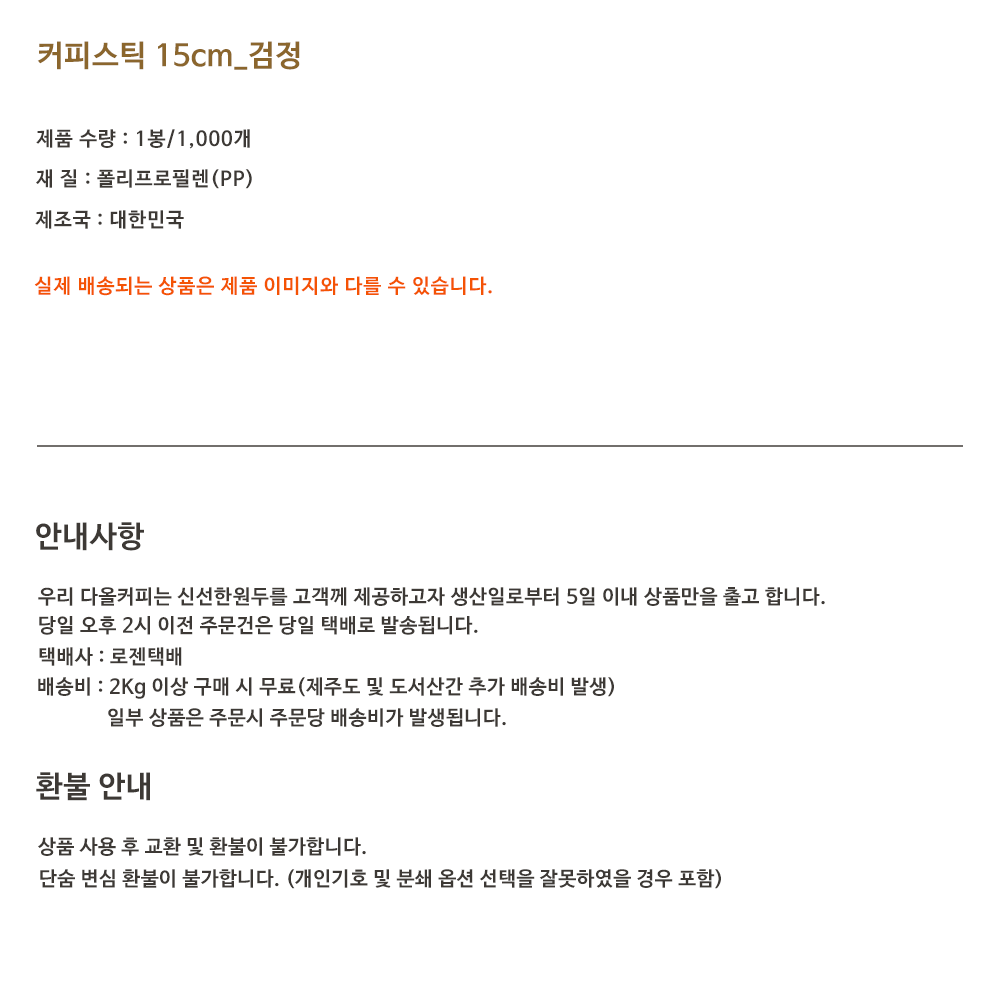 커피스틱 15cm_검정
제품 수량 : 1봉/1,000개
재 질 : 폴리프로필렌(PP)
제조국 : 대한민국
실제 배송되는 상품은 제품 이미지와 다를 수 있습니다.
안내사항
우리 다올커피는 신선한원두를 고객께 제공하고자 생산일로부터 5일 이내 상품만을 출고 합니다.
당일 오후 2시 이전 주문건은 당일 택배로 발송됩니다.
택배사 : 로젠택배
배송비 : 2Kg 이상 구매 시 무료(제주도 및 도서산간 추가 배송비 발생)
일부 상품은 주문시 주문당 배송비가 발생됩니다.
환불 안내
상품 사용 후 교환 및 환불이 불가합니다.
단숨 변심 환불이 불가합니다. (개인기호 및 분쇄 옵션 선택을 잘못하였을 경우 포함)